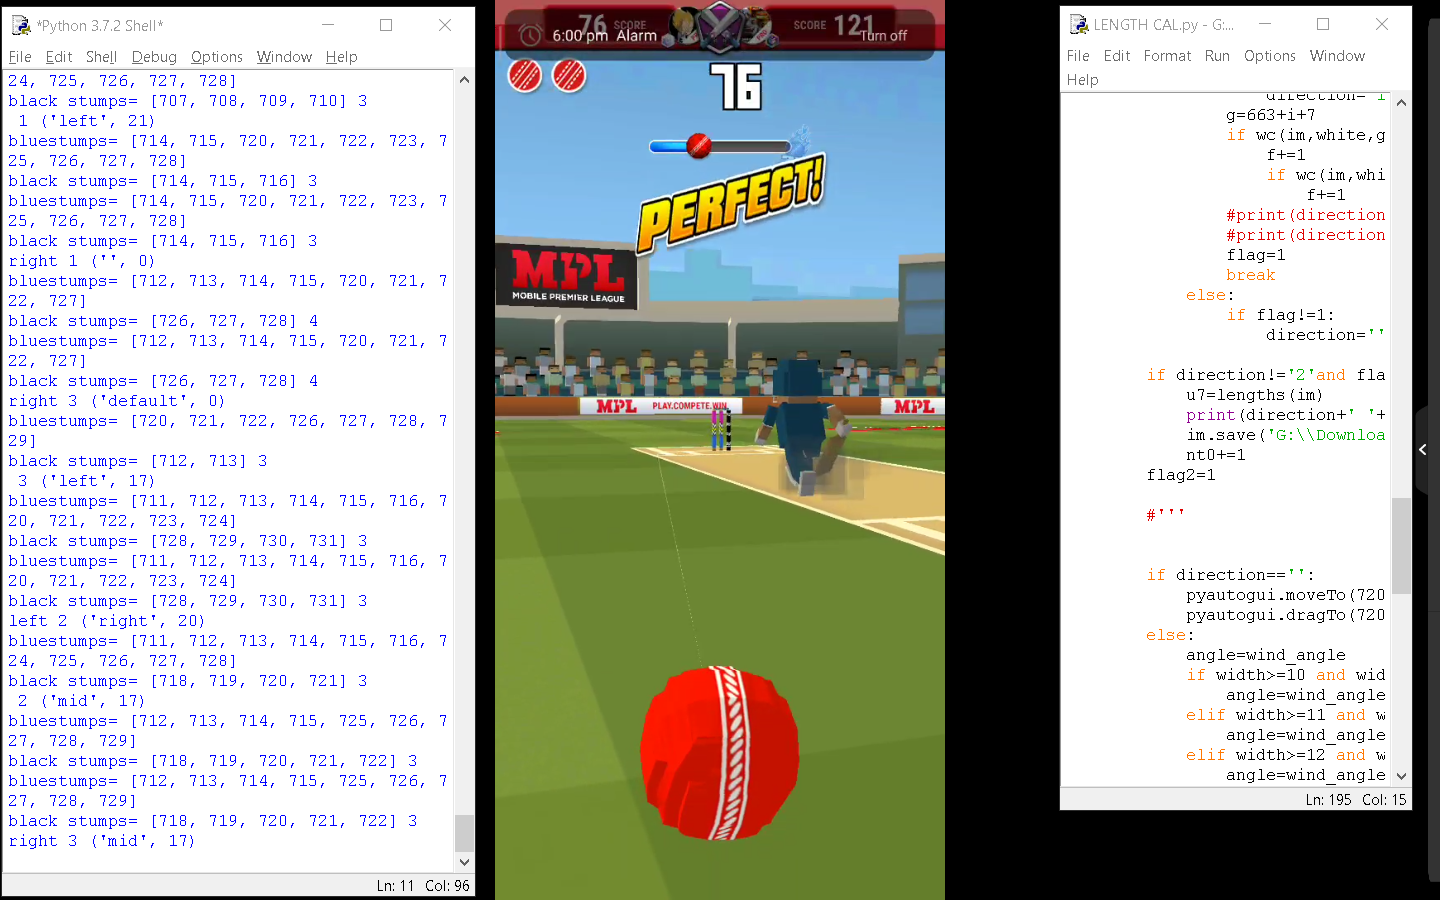 *Python 3.7.2 Shell*
File Edit Shell Debug Options Window Help
24, 725, 726, 727, 728]
black stumps= [707, 708, 709, 710] 3
1 ('left', 21)
bluestumps= [714, 715, 720, 721, 722, 723, 7
25, 726, 727, 728]
black stumps= [714, 715, 716] 3
bluestumps= [714, 715, 720, 721, 722, 723, 7
25, 726, 727, 728]
black stumps= [714, 715, 716] 3
right 1 ('', 0)
bluestumps= [712, 713, 714, 715, 720, 721, 7
22, 727]
black stumps= [726, 727, 728] 4
bluestumps= [712, 713, 714, 715, 720, 721, 7
22, 727]
black stumps= [726, 727, 728] 4
right 3 ('default', 0)
bluestumps= [720, 721, 722, 726, 727, 728, 7
29]
black stumps= [712, 713] 3
3 ('left', 17)
bluestumps= [711, 712, 713, 714, 715, 716, 7
20, 721, 722, 723, 724]
black stumps= [728, 729, 730, 731] 3
bluestumps= [711, 712, 713, 714, 715, 716, 7
20, 721, 722, 723, 724]
black stumps= [728, 729, 730, 731] 3
left 2 ('right', 20)
bluestumps= [711, 712, 713, 714, 715, 716, 7
24, 725, 726, 727, 728]
black stumps= [718, 719, 720, 721] 3
2 ('mid', 17)
bluestumps= [712, 713, 714, 715, 725, 726, 7
27, 728, 729]
black stumps= [718, 719, 720, 721, 722] 3
bluestumps= [712, 713, 714, 715, 725, 726, 7
27, 728, 729]
black stumps= [718, 719, 720, 721, 722] 3
right 3 ('mid', 17)
Ln: 11 Col: 96
76 SCORE SCORE 121
6:00 pm Alarm Turn off
76
PERFECT!
MPL
MOBILE PREMIER LEAGUE
MPL PLAY.COMPETE.WIN. MPL
LENGTH CAL.py - G:...
File Edit Format Run Options Window
Help
direction='1
g=663+i+7
if wc(im,white,g
f+=1
if wc(im,whi
f+=1
#print(direction
#print(direction
flag=1
break
else:
if flag!=1:
direction=''
if direction!='2'and fla
u7=lengths(im)
print(direction+' '+
im.save('G:\\Downloa
nt0+=1
flag2=1
#'''
if direction=='':
pyautogui.moveTo(720
pyautogui.dragTo(720
else:
angle=wind_angle
if width>=10 and wid
angle=wind_angle
elif width>=11 and w
angle=wind_angle
elif width>=12 and w
angle=wind_angle
Ln: 195 Col: 15